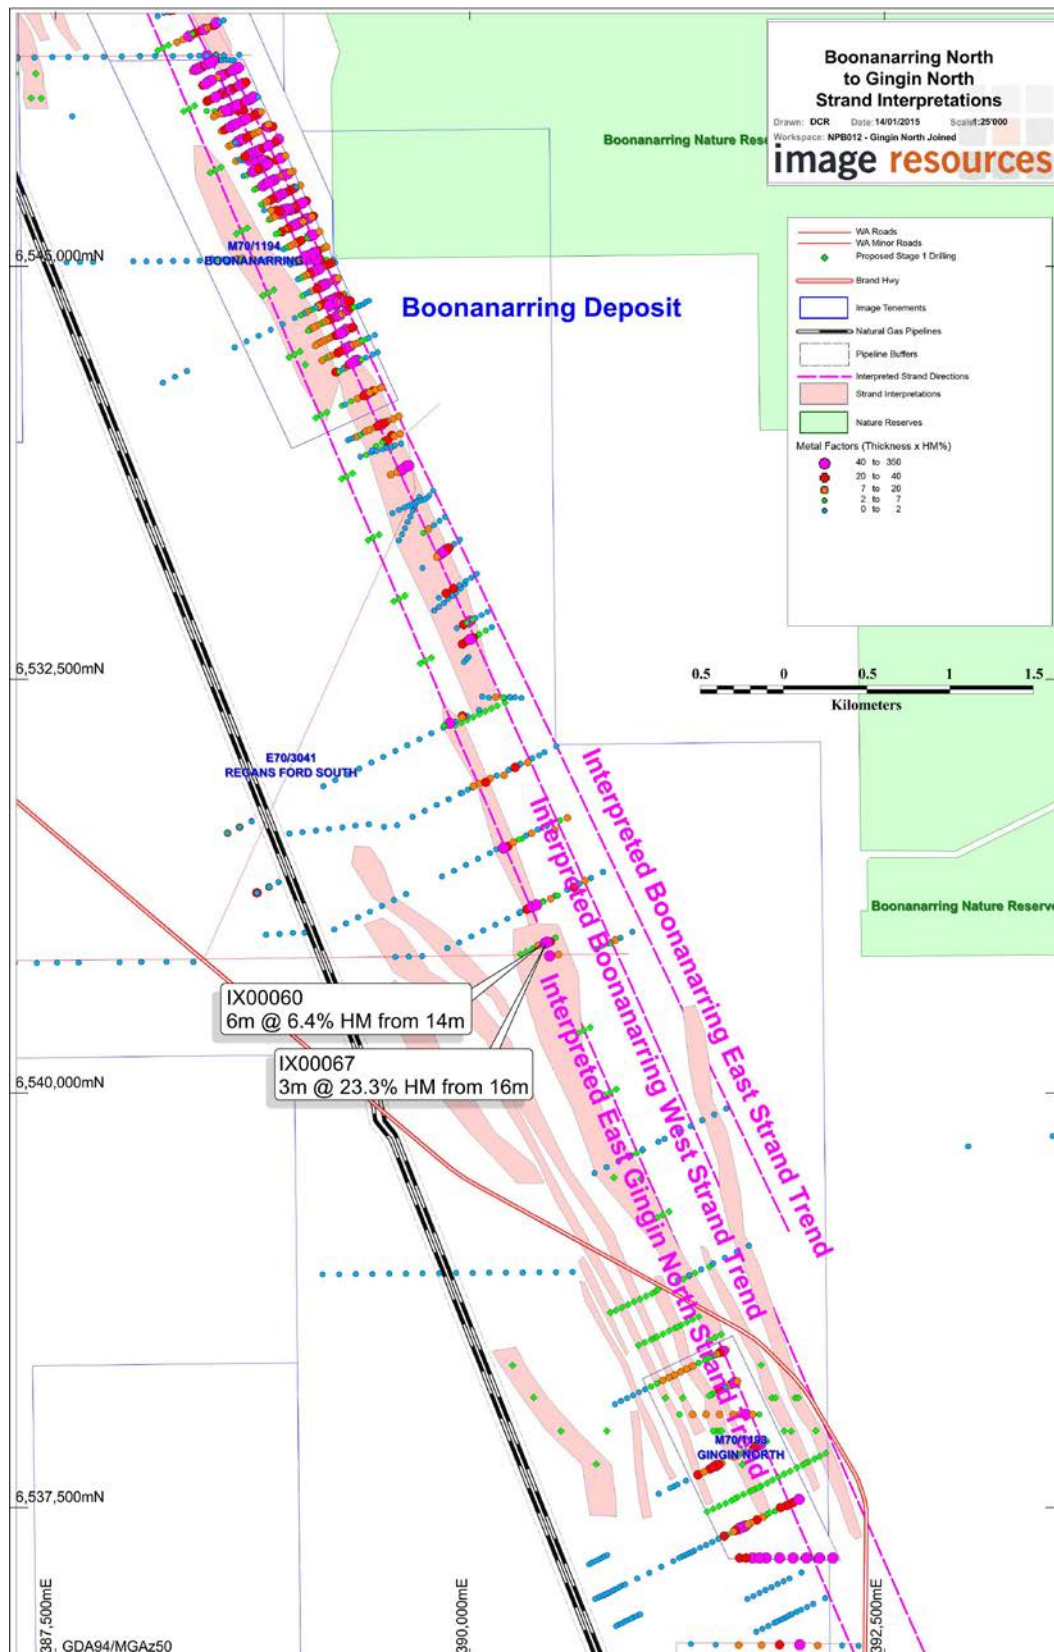 Boonanarring North
to Gingin North
Strand Interpretations
Drawn: DCR Date: 14/01/2015 Scale: 1:25'000
Workspace: NPB012 - Gingin North Joined
image resources
Boonanarring Nature Rese
WA Roads
WA Minor Roads
Proposed Stage 1 Drilling
Brand Hwy
Image Tenements
Natural Gas Pipelines
Pipeline Buffers
Interpreted Strand Directions
Strand Interpretations
Nature Reserves
Metal Factors (Thickness x HM%)
40 to 350
20 to 40
7 to 20
2 to 7
0 to 2
M70/1194
BOONANARRING
6,545,000mN
Boonanarring Deposit
6,532,500mN
0.5 0 0.5 1 1.5
Kilometers
E70/3041
REGANS FORD SOUTH
Interpreted Boonanarring East Strand Trend
Interpreted Boonanarring West Strand Trend
Interpreted East Gingin North Strand Trend
Boonanarring Nature Reserve
IX00060
6m @ 6.4% HM from 14m
IX00067
3m @ 23.3% HM from 16m
6,540,000mN
M70/1193
GINGIN NORTH
6,537,500mN
387,500mE
390,000mE
392,500mE
GDA94/MGAz50